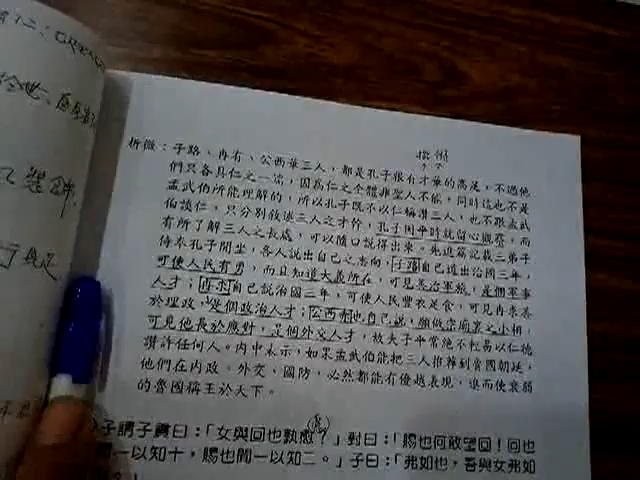 析微：子路、冉有、公西華三人，都是孔子很有才華的高足，不過他
們只各具仁之一端，因為仁之全體非聖人不能，同時這也不是
孟武伯所能理解的，所以孔子既不以仁稱讚三人，也不跟孟武
伯談仁，只分別敘述三人之才幹，孔子同平時就留心觀察，而
有所了解三人之長處，可以隨口說得出來。先進篇記載三弟子
侍奉孔子閒坐，各人說出自己之志向，子路自己道出治國三年，
可使人民有勇，而且知道大義所在，可見其治軍旅，是個軍事
人才；冉求自己說治國三年，可使人民豐衣足食，可見冉求善
於理政，是個政治人才；公西赤也自己說，願做宗廟裏之小相，
可見他長於應對，是個外交人才，故夫子平常絕不輕易以仁德
讚許任何人。內中未示，如果孟武伯能把三人推薦到當國朝廷，
他們在內政、外交、國防，必然都能有優越表現，進而使衰弱
的魯國稱王於天下。
子謂子貢曰：「女與回也孰愈？」對曰：「賜也何敢望回！回也
聞一以知十，賜也聞一以知二。」子曰：「弗如也，吾與女弗如